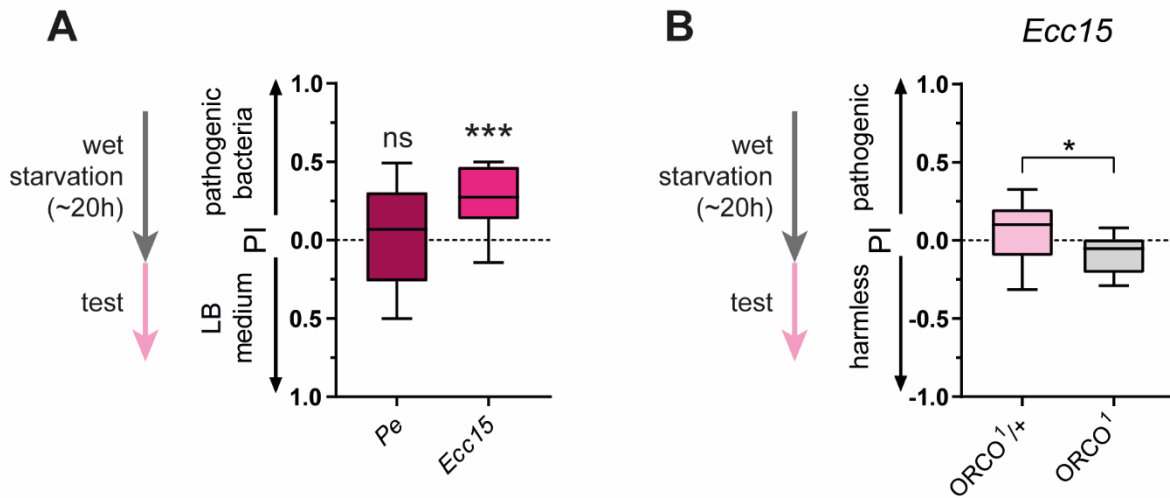 A
wet
starvation
(~20h)
test
pathogenic
bacteria
PI
LB
medium
1.0
0.5
0.0
0.5
1.0
ns
***
Pe
Ecc15
B
Ecc15
wet
starvation
(~20h)
test
pathogenic
PI
harmless
1.0
0.5
0.0
-0.5
-1.0
*
ORCO¹/+
ORCO¹